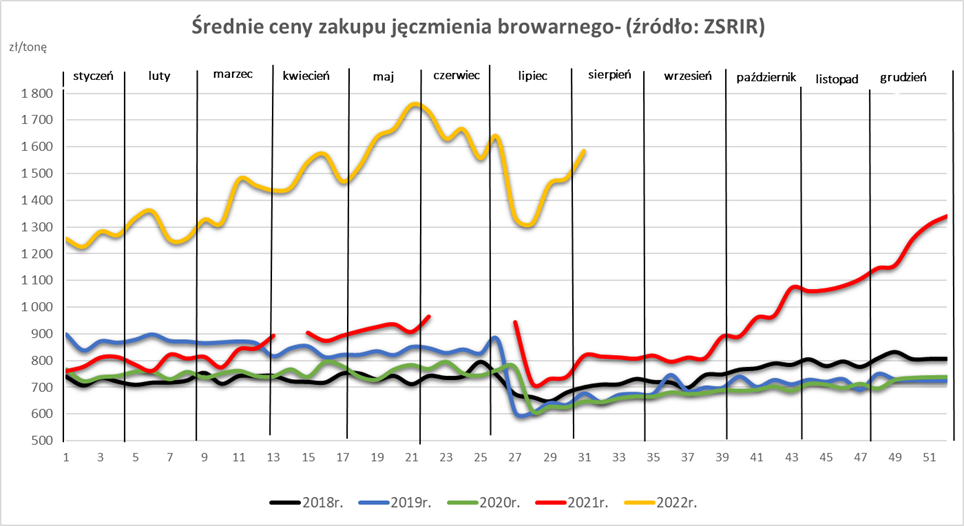 Średnie ceny zakupu jęczmienia browarnego- (źródło: ZSRIR)
zł/tonę
styczeń luty marzec kwiecień maj czerwiec lipiec sierpień wrzesień październik listopad grudzień
1 800
1 700
1 600
1 500
1 400
1 300
1 200
1 100
1 000
900
800
700
600
500
1 3 5 7 9 11 13 15 17 19 21 23 25 27 29 31 33 35 37 39 41 43 45 47 49 51
2018r. 2019r. 2020r. 2021r. 2022r.